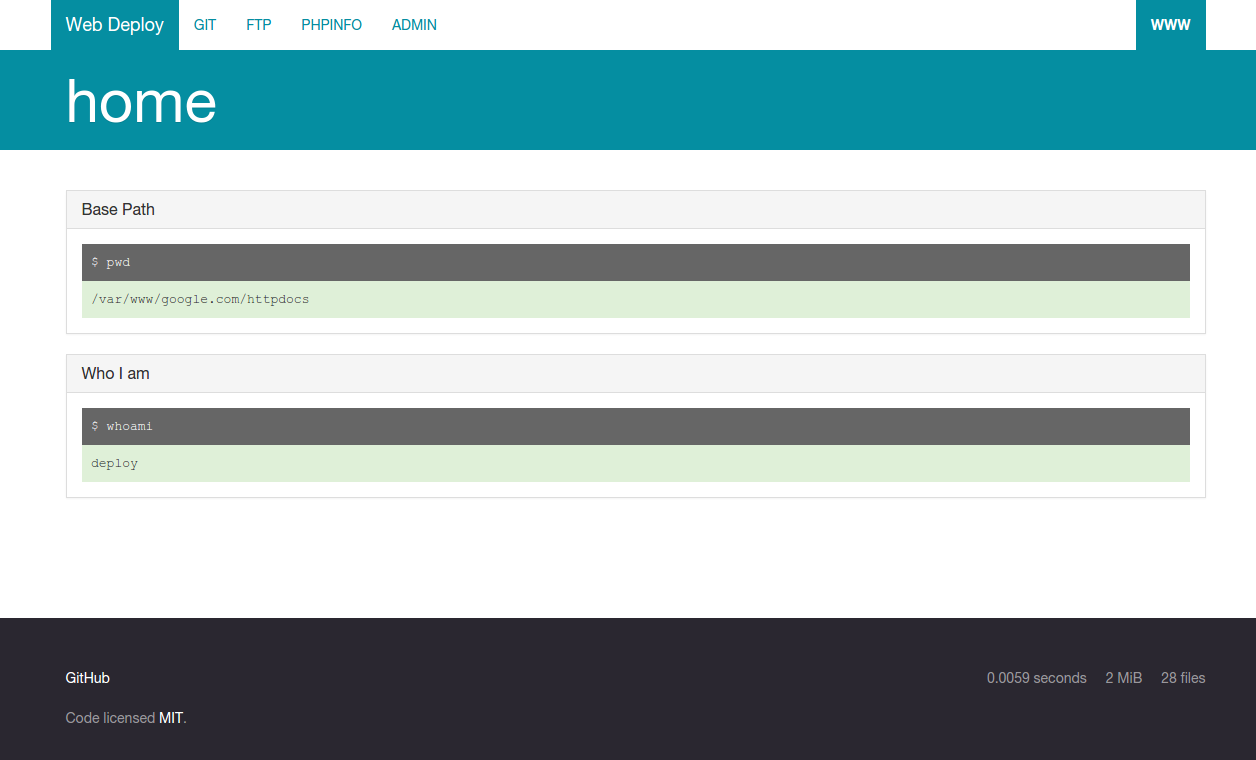 Web Deploy GIT FTP PHPINFO ADMIN WWW
home
Base Path
$ pwd
/var/www/google.com/httpdocs
Who I am
$ whoami
deploy
GitHub 0.0059 seconds 2 MiB 28 files
Code licensed MIT.